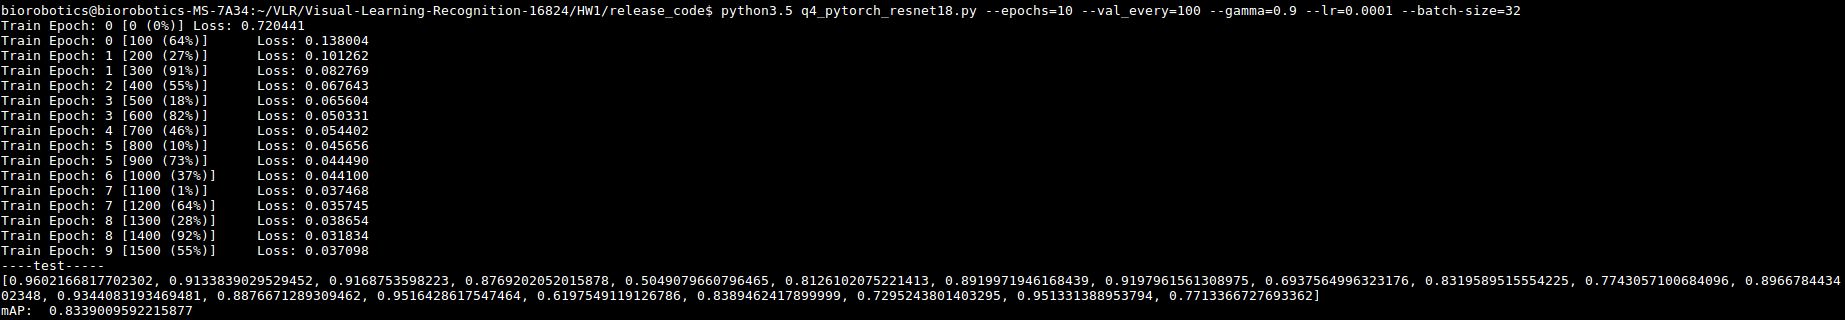 biorobotics@biorobotics-MS-7A34:~/VLR/Visual-Learning-Recognition-16824/HW1/release_code$ python3.5 q4_pytorch_resnet18.py --epochs=10 --val_every=100 --gamma=0.9 --lr=0.0001 --batch-size=32
Train Epoch: 0 [0 (0%)] Loss: 0.720441
Train Epoch: 0 [100 (64%)]      Loss: 0.138004
Train Epoch: 1 [200 (27%)]      Loss: 0.101262
Train Epoch: 1 [300 (91%)]      Loss: 0.082769
Train Epoch: 2 [400 (55%)]      Loss: 0.067643
Train Epoch: 3 [500 (18%)]      Loss: 0.065604
Train Epoch: 3 [600 (82%)]      Loss: 0.050331
Train Epoch: 4 [700 (46%)]      Loss: 0.054402
Train Epoch: 5 [800 (10%)]      Loss: 0.045656
Train Epoch: 5 [900 (73%)]      Loss: 0.044490
Train Epoch: 6 [1000 (37%)]     Loss: 0.044100
Train Epoch: 7 [1100 (1%)]      Loss: 0.037468
Train Epoch: 7 [1200 (64%)]     Loss: 0.035745
Train Epoch: 8 [1300 (28%)]     Loss: 0.038654
Train Epoch: 8 [1400 (92%)]     Loss: 0.031834
Train Epoch: 9 [1500 (55%)]     Loss: 0.037098
----test-----
[0.9602166817702302, 0.9133839029529452, 0.9168753598223, 0.8769202052015878, 0.5049079660796465, 0.8126102075221413, 0.8919971946168439, 0.9197961561308975, 0.6937564996323176, 0.8319589515554225, 0.7743057100684096, 0.8966784434
02348, 0.9344083193469481, 0.8876671289309462, 0.9516428617547464, 0.6197549119126786, 0.8389462417899999, 0.7295243801403295, 0.951331388953794, 0.7713366727693362]
mAP:  0.8339009592215877